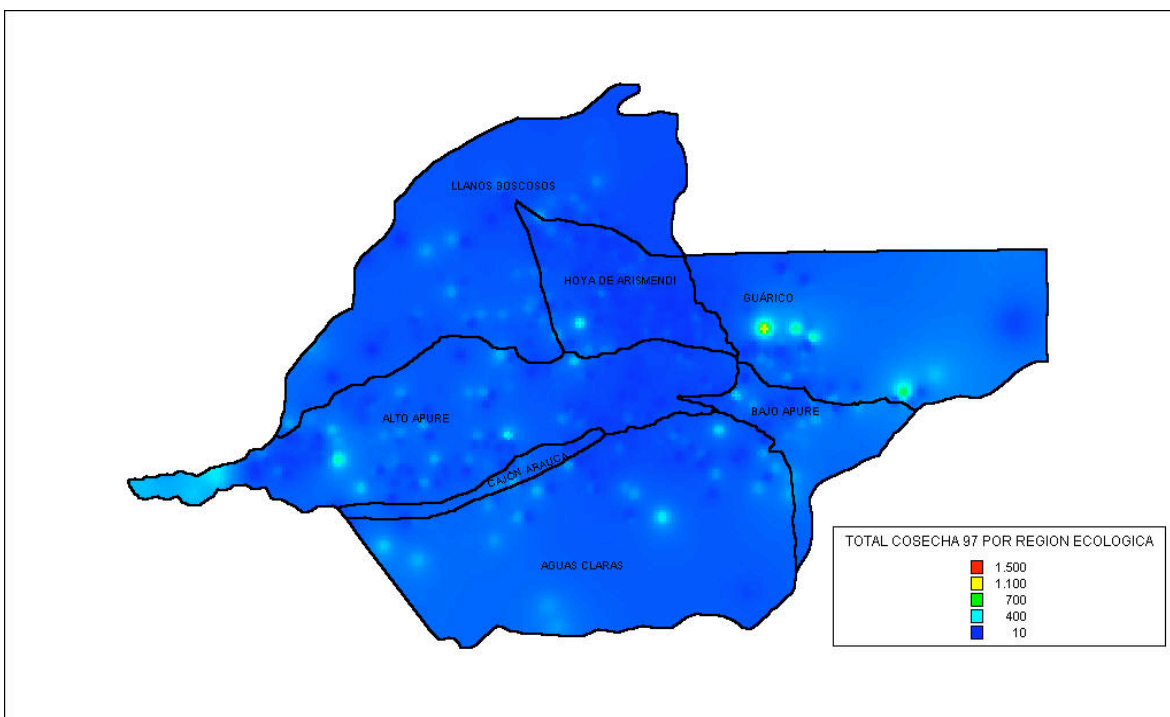 LLANOS BOSCOSOS
HOYA DE ARISMENDI
GUÁRICO
ALTO APURE
BAJO APURE
CAJÓN ARAUCA
AGUAS CLARAS
TOTAL COSECHA 97 POR REGION ECOLOGICA
1.500
1.100
700
400
10